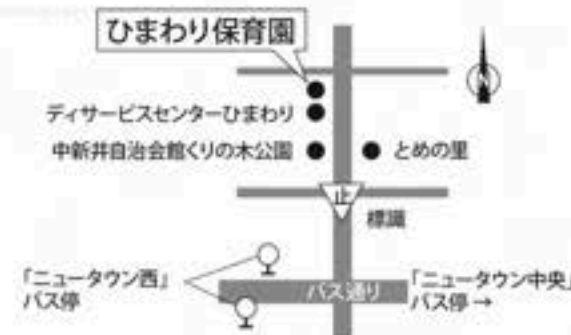 ひまわり保育園
N
ディサービスセンターひまわり
中新井自治会館くりの木公園
とめの里
止
標識
「ニュータウン西」
バス停
バス通り
「ニュータウン中央」
バス停→